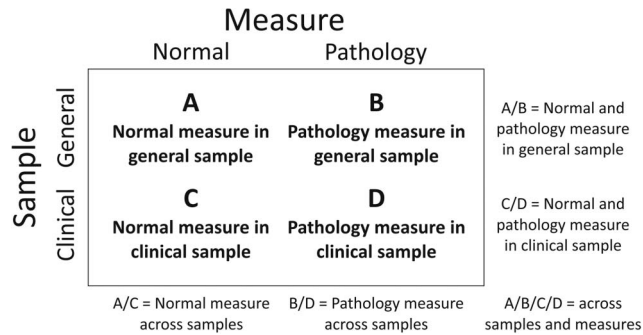 Measure
Normal
Pathology
Sample
General
Clinical
A
Normal measure in
general sample
B
Pathology measure in
general sample
A/B = Normal and
pathology measure
in general sample
C
Normal measure in
clinical sample
D
Pathology measure in
clinical sample
C/D = Normal and
pathology measure
in clinical sample
A/C = Normal measure
across samples
B/D = Pathology measure
across samples
A/B/C/D = across
samples and measures